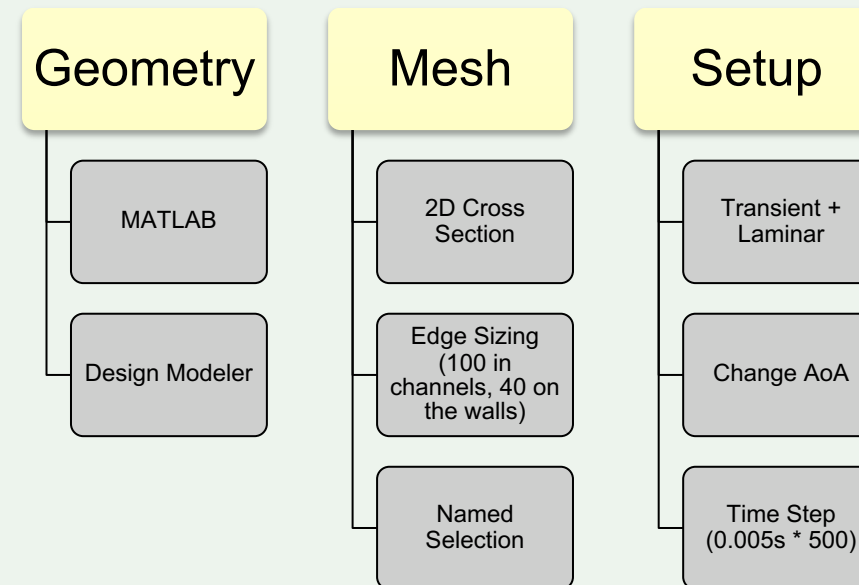 Geometry
MATLAB
Design Modeler
Mesh
2D Cross
Section
Edge Sizing
(100 in
channels, 40 on
the walls)
Named
Selection
Setup
Transient +
Laminar
Change AoA
Time Step
(0.005s * 500)